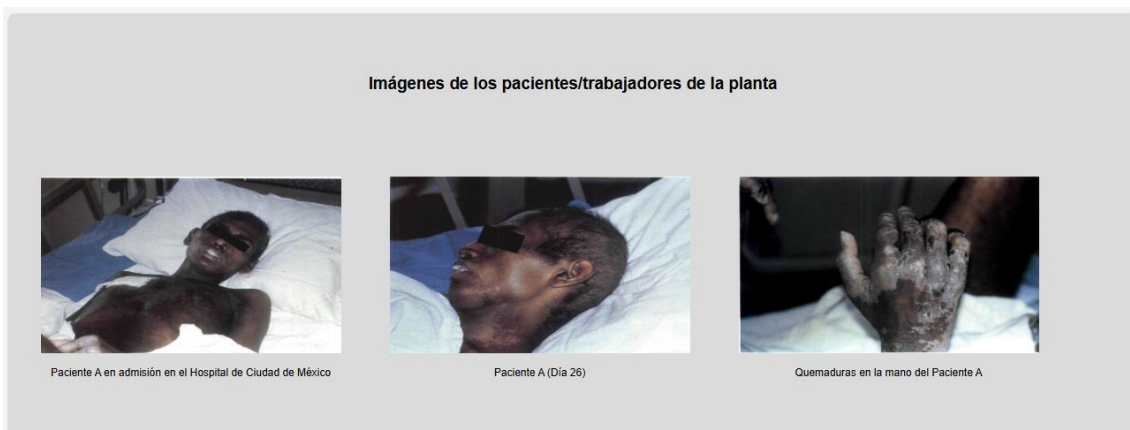 Imágenes de los pacientes/trabajadores de la planta
Paciente A en admisión en el Hospital de Ciudad de México
Paciente A (Día 26)
Quemaduras en la mano del Paciente A